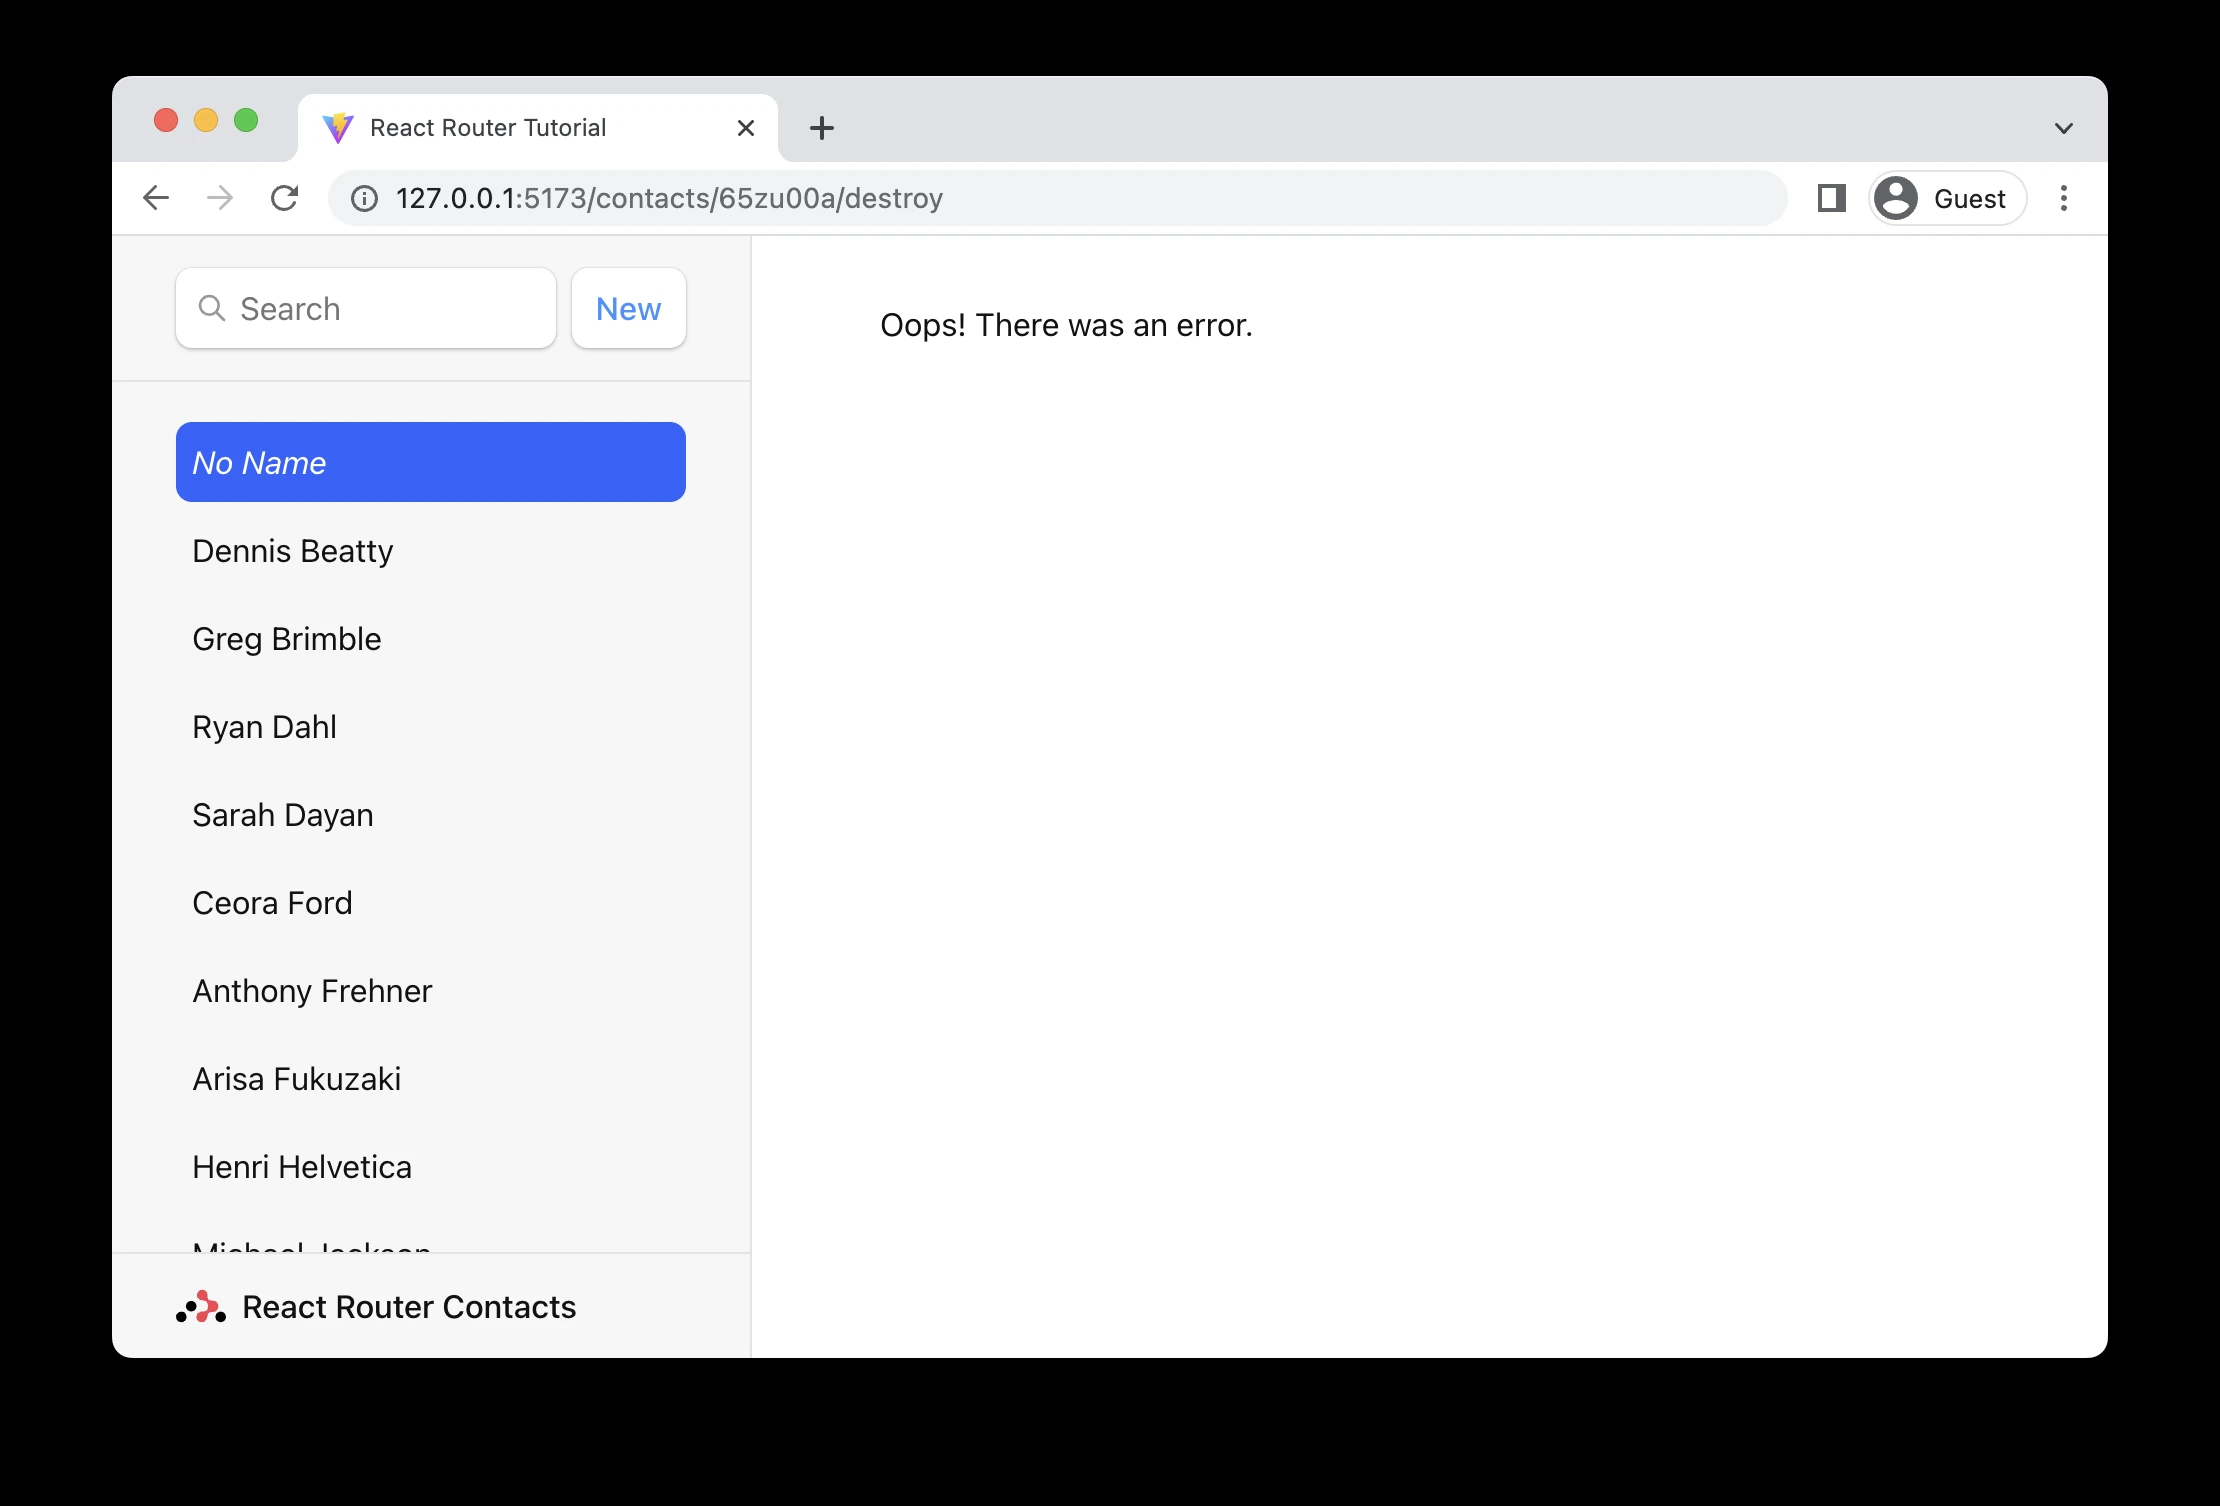 React Router Tutorial
127.0.0.1:5173/contacts/65zu00a/destroy
Guest
Search
New
Oops! There was an error.
No Name
Dennis Beatty
Greg Brimble
Ryan Dahl
Sarah Dayan
Ceora Ford
Anthony Frehner
Arisa Fukuzaki
Henri Helvetica
Michael Jackson
React Router Contacts